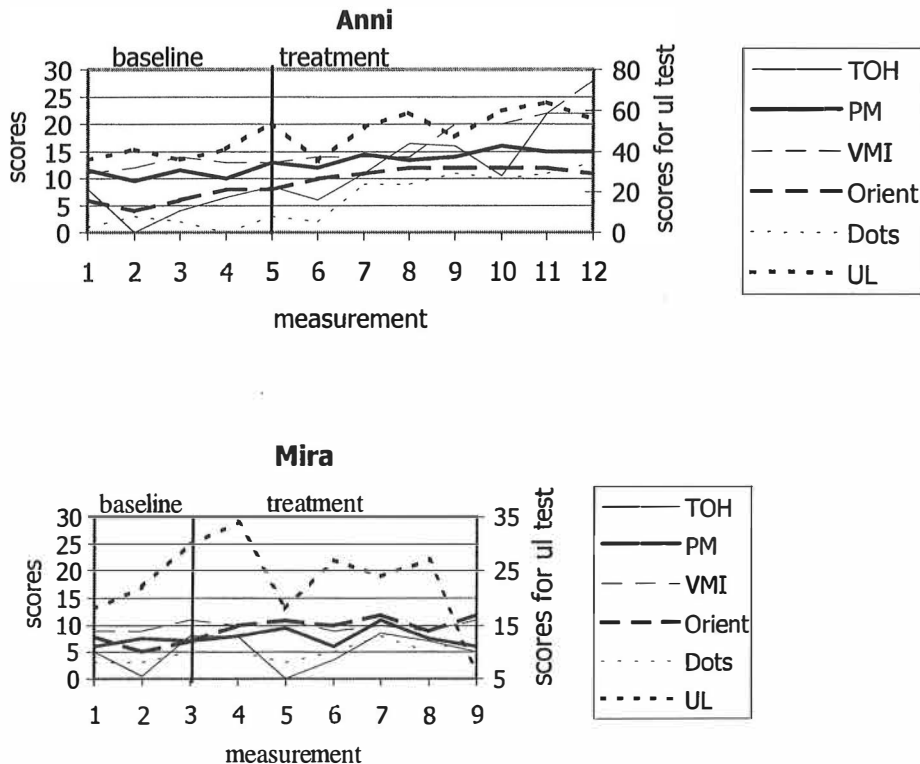 Anni
baseline treatment
30 80
25
20 60
15 40
10
5 20
0 0
scores
scores for ul test
1 2 3 4 5 6 7 8 9 10 11 12
measurement
TOH
PM
VMI
Orient
Dots
UL
Mira
baseline treatment
30 35
25
20 25
15
10 15
5
0 5
scores
scores for ul test
1 2 3 4 5 6 7 8 9
measurement
TOH
PM
VMI
Orient
Dots
UL